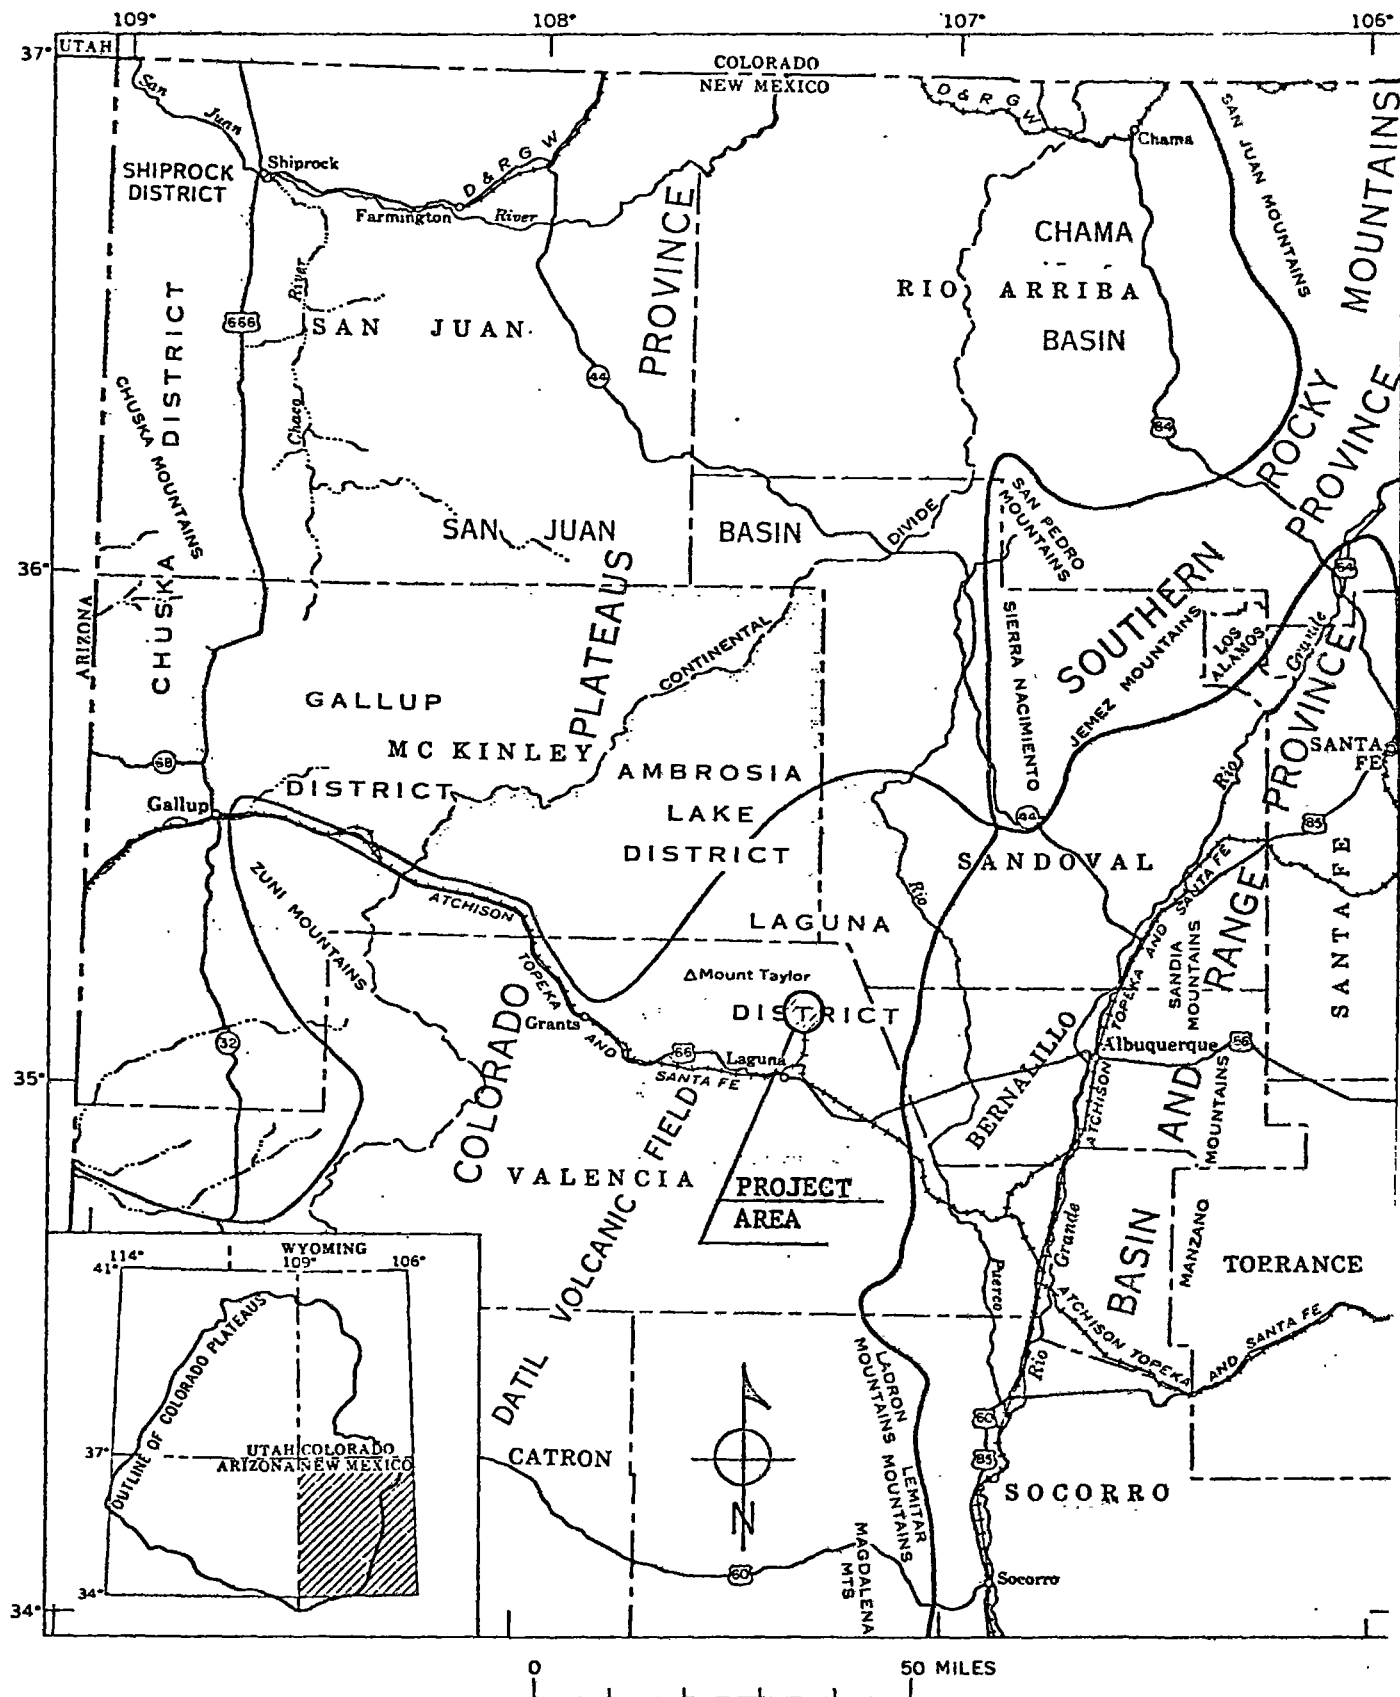 109°
108°
107°
106°
37°
UTAH
COLORADO
NEW MEXICO
San
Juan
D & R G W
D & R G W
Chama
SAN JUAN MOUNTAINS
MOUNTAINS
SHIPROCK
DISTRICT
Shiprock
Farmington
River
PROVINCE
CHAMA
RIO ARRIBA
BASIN
River
666
SAN JUAN
44
CHUSKA MOUNTAINS
DISTRICT
Chaco
84
ROCKY
PROVINCE
SAN PEDRO
MOUNTAINS
SAN JUAN
BASIN
DIVIDE
36°
ARIZONA
CHUSKA
PLATEAUS
CONTINENTAL
SIERRA NACIMIENTO
SOUTHERN
JEMEZ MOUNTAINS
LOS
ALAMOS
Grande
PROVINCE
GALLUP
MC KINLEY
DISTRICT
68
Gallup
AMBROSIA
LAKE
DISTRICT
44
Rio
SANTA
FE
85
SANDOVAL
ZUNI MOUNTAINS
ATCHISON
TOPEKA
AND
SANTA FE
Rio
TOPEKA AND SANTA FE
SANDIA
MOUNTAINS
RANGE
SANTA FE
LAGUNA
DISTRICT
Mount Taylor
Grants
66
Laguna
32
35°
COLORADO
BERNALILLO
Albuquerque
66
ATCHISON
AND
MOUNTAINS
MANZANO
VALENCIA
DATIL VOLCANIC FIELD
PROJECT
AREA
Puerco
Grande
BASIN
TORRANCE
ATCHISON TOPEKA AND SANTA FE
Rio
WYOMING
114°
109°
106°
41°
OUTLINE OF COLORADO PLATEAUS
37°
UTAH COLORADO
ARIZONA NEW MEXICO
34°
CATRON
N
60
LADRON
MOUNTAINS
LEMITAR
MOUNTAINS
MAGDALENA
MTS
60
85
SOCORRO
Socorro
34°
0
50 MILES